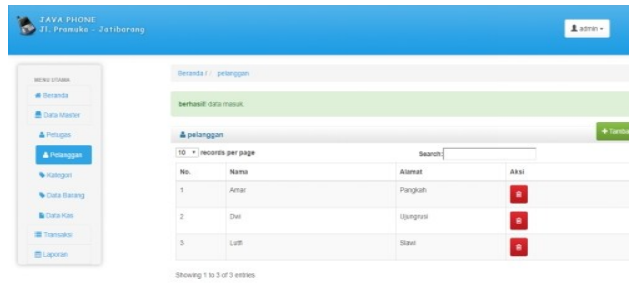 JAVA PHONE
Jl. Pramuka - Jatibarang
admin
MENU UTAMA
Beranda
Data Master
Petugas
Pelanggan
Kategori
Data Barang
Data Kas
Transaksi
Laporan
Beranda / pelanggan
berhasil! data masuk.
pelanggan
+ Tamba
10 records per page Search:
No. Nama Alamat Aksi
1 Amar Pangkah
2 Dwi Ujungrusi
3 Lutfi Slawi
Showing 1 to 3 of 3 entries